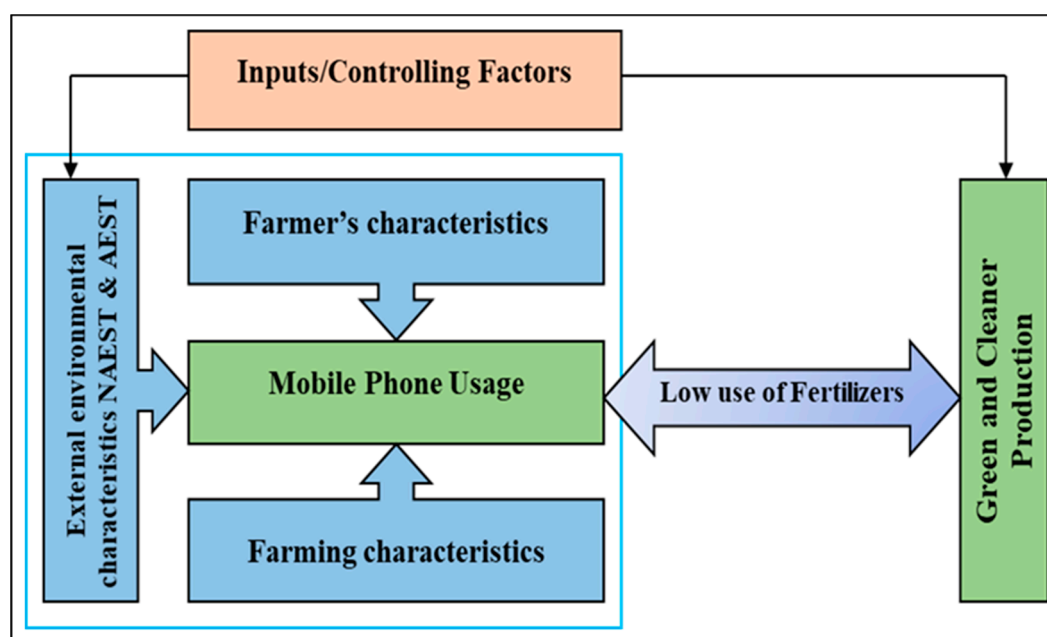 Inputs/Controlling Factors
External environmental
characteristics NAEST & AEST
Farmer’s characteristics
Mobile Phone Usage
Farming characteristics
Low use of Fertilizers
Green and Cleaner
Production